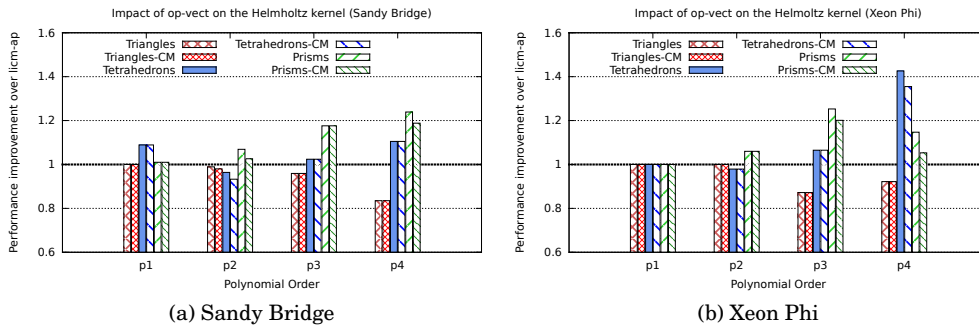 Impact of op-vect on the Helmholtz kernel (Sandy Bridge)
Performance improvement over licm-ap
1.6
1.4
1.2
1
0.8
0.6
Triangles
Triangles-CM
Tetrahedrons
Tetrahedrons-CM
Prisms
Prisms-CM
p1 p2 p3 p4
Polynomial Order
(a) Sandy Bridge
Impact of op-vect on the Helmoltz kernel (Xeon Phi)
Performance improvement over licm-ap
1.6
1.4
1.2
1
0.8
0.6
Triangles
Triangles-CM
Tetrahedrons
Tetrahedrons-CM
Prisms
Prisms-CM
p1 p2 p3 p4
Polynomial Order
(b) Xeon Phi